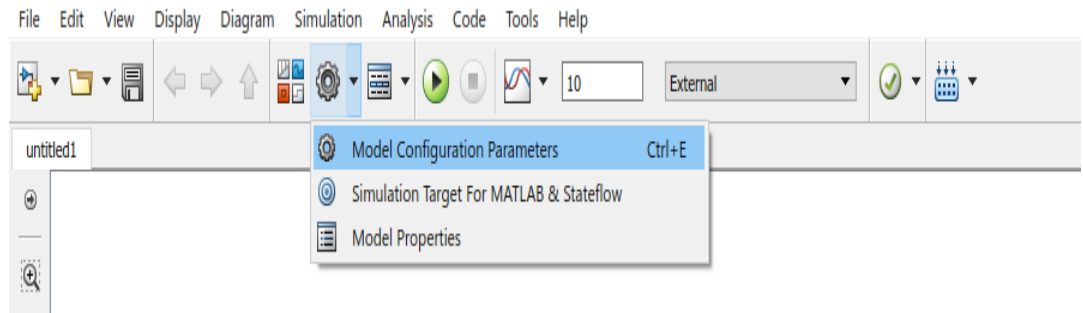 File Edit View Display Diagram Simulation Analysis Code Tools Help
10 External
untitled1
Model Configuration Parameters Ctrl+E
Simulation Target For MATLAB & Stateflow
Model Properties